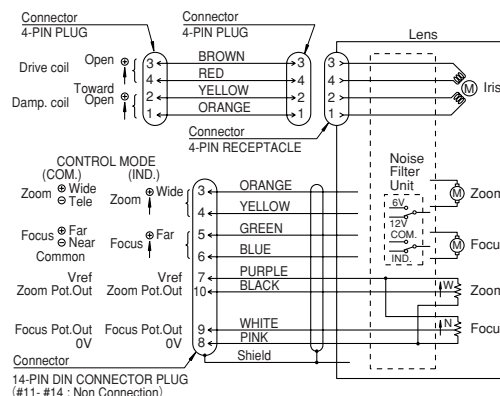 Connector
4-PIN PLUG
Connector
4-PIN PLUG
Lens
Drive coil
Open ⊕
3
BROWN
3
3
4
RED
4
4
M
Iris
Toward
Damp. coil
Open ⊕
2
YELLOW
2
2
1
ORANGE
1
1
Connector
4-PIN RECEPTACLE
CONTROL MODE
(COM.)
(IND.)
Noise
Filter
Unit
Zoom ⊕ Wide
⊖ Tele
Zoom ⊕ Wide
3
ORANGE
4
YELLOW
6V
12V
M
Zoom
Focus ⊕ Far
⊖ Near
Common
Focus ⊕ Far
5
GREEN
6
BLUE
COM.
IND.
M
Focu
Vref
Vref
7
PURPLE
Zoom Pot.Out
Zoom Pot.Out
10
BLACK
W
Zoom
Focus Pot.Out
Focus Pot.Out
9
WHITE
N
Focu
0V
0V
8
PINK
Shield
Connector
14-PIN DIN CONNECTOR PLUG
(#11- #14 : Non Connection)